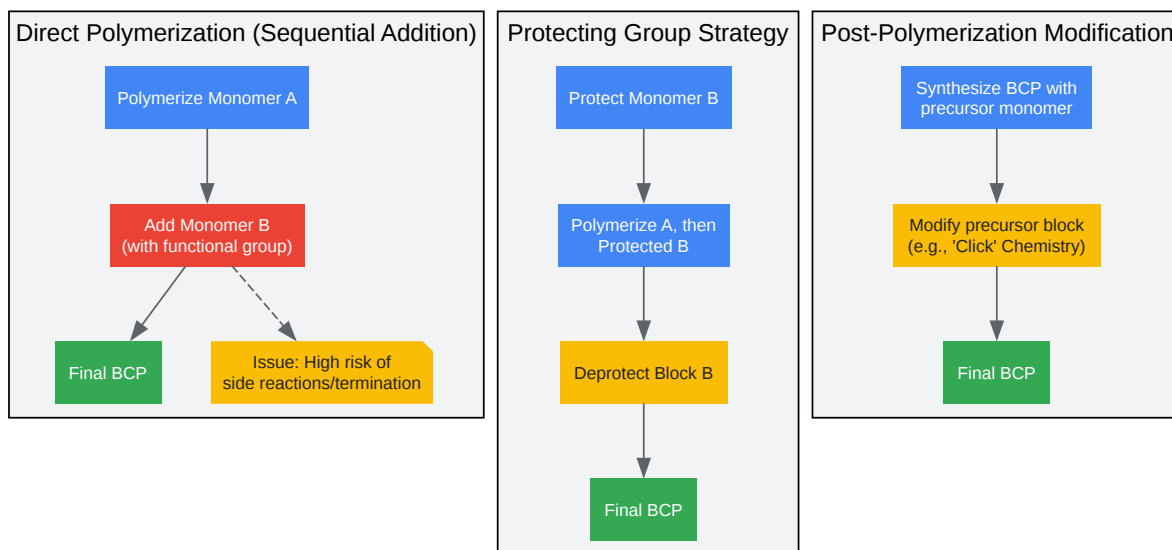 Direct Polymerization (Sequential Addition)
Polymerize Monomer A
Add Monomer B
(with functional group)
Final BCP
Issue: High risk of
side reactions/termination
Protecting Group Strategy
Protect Monomer B
Polymerize A, then
Protected B
Deprotect Block B
Final BCP
Post-Polymerization Modification
Synthesize BCP with
precursor monomer
Modify precursor block
(e.g., 'Click' Chemistry)
Final BCP